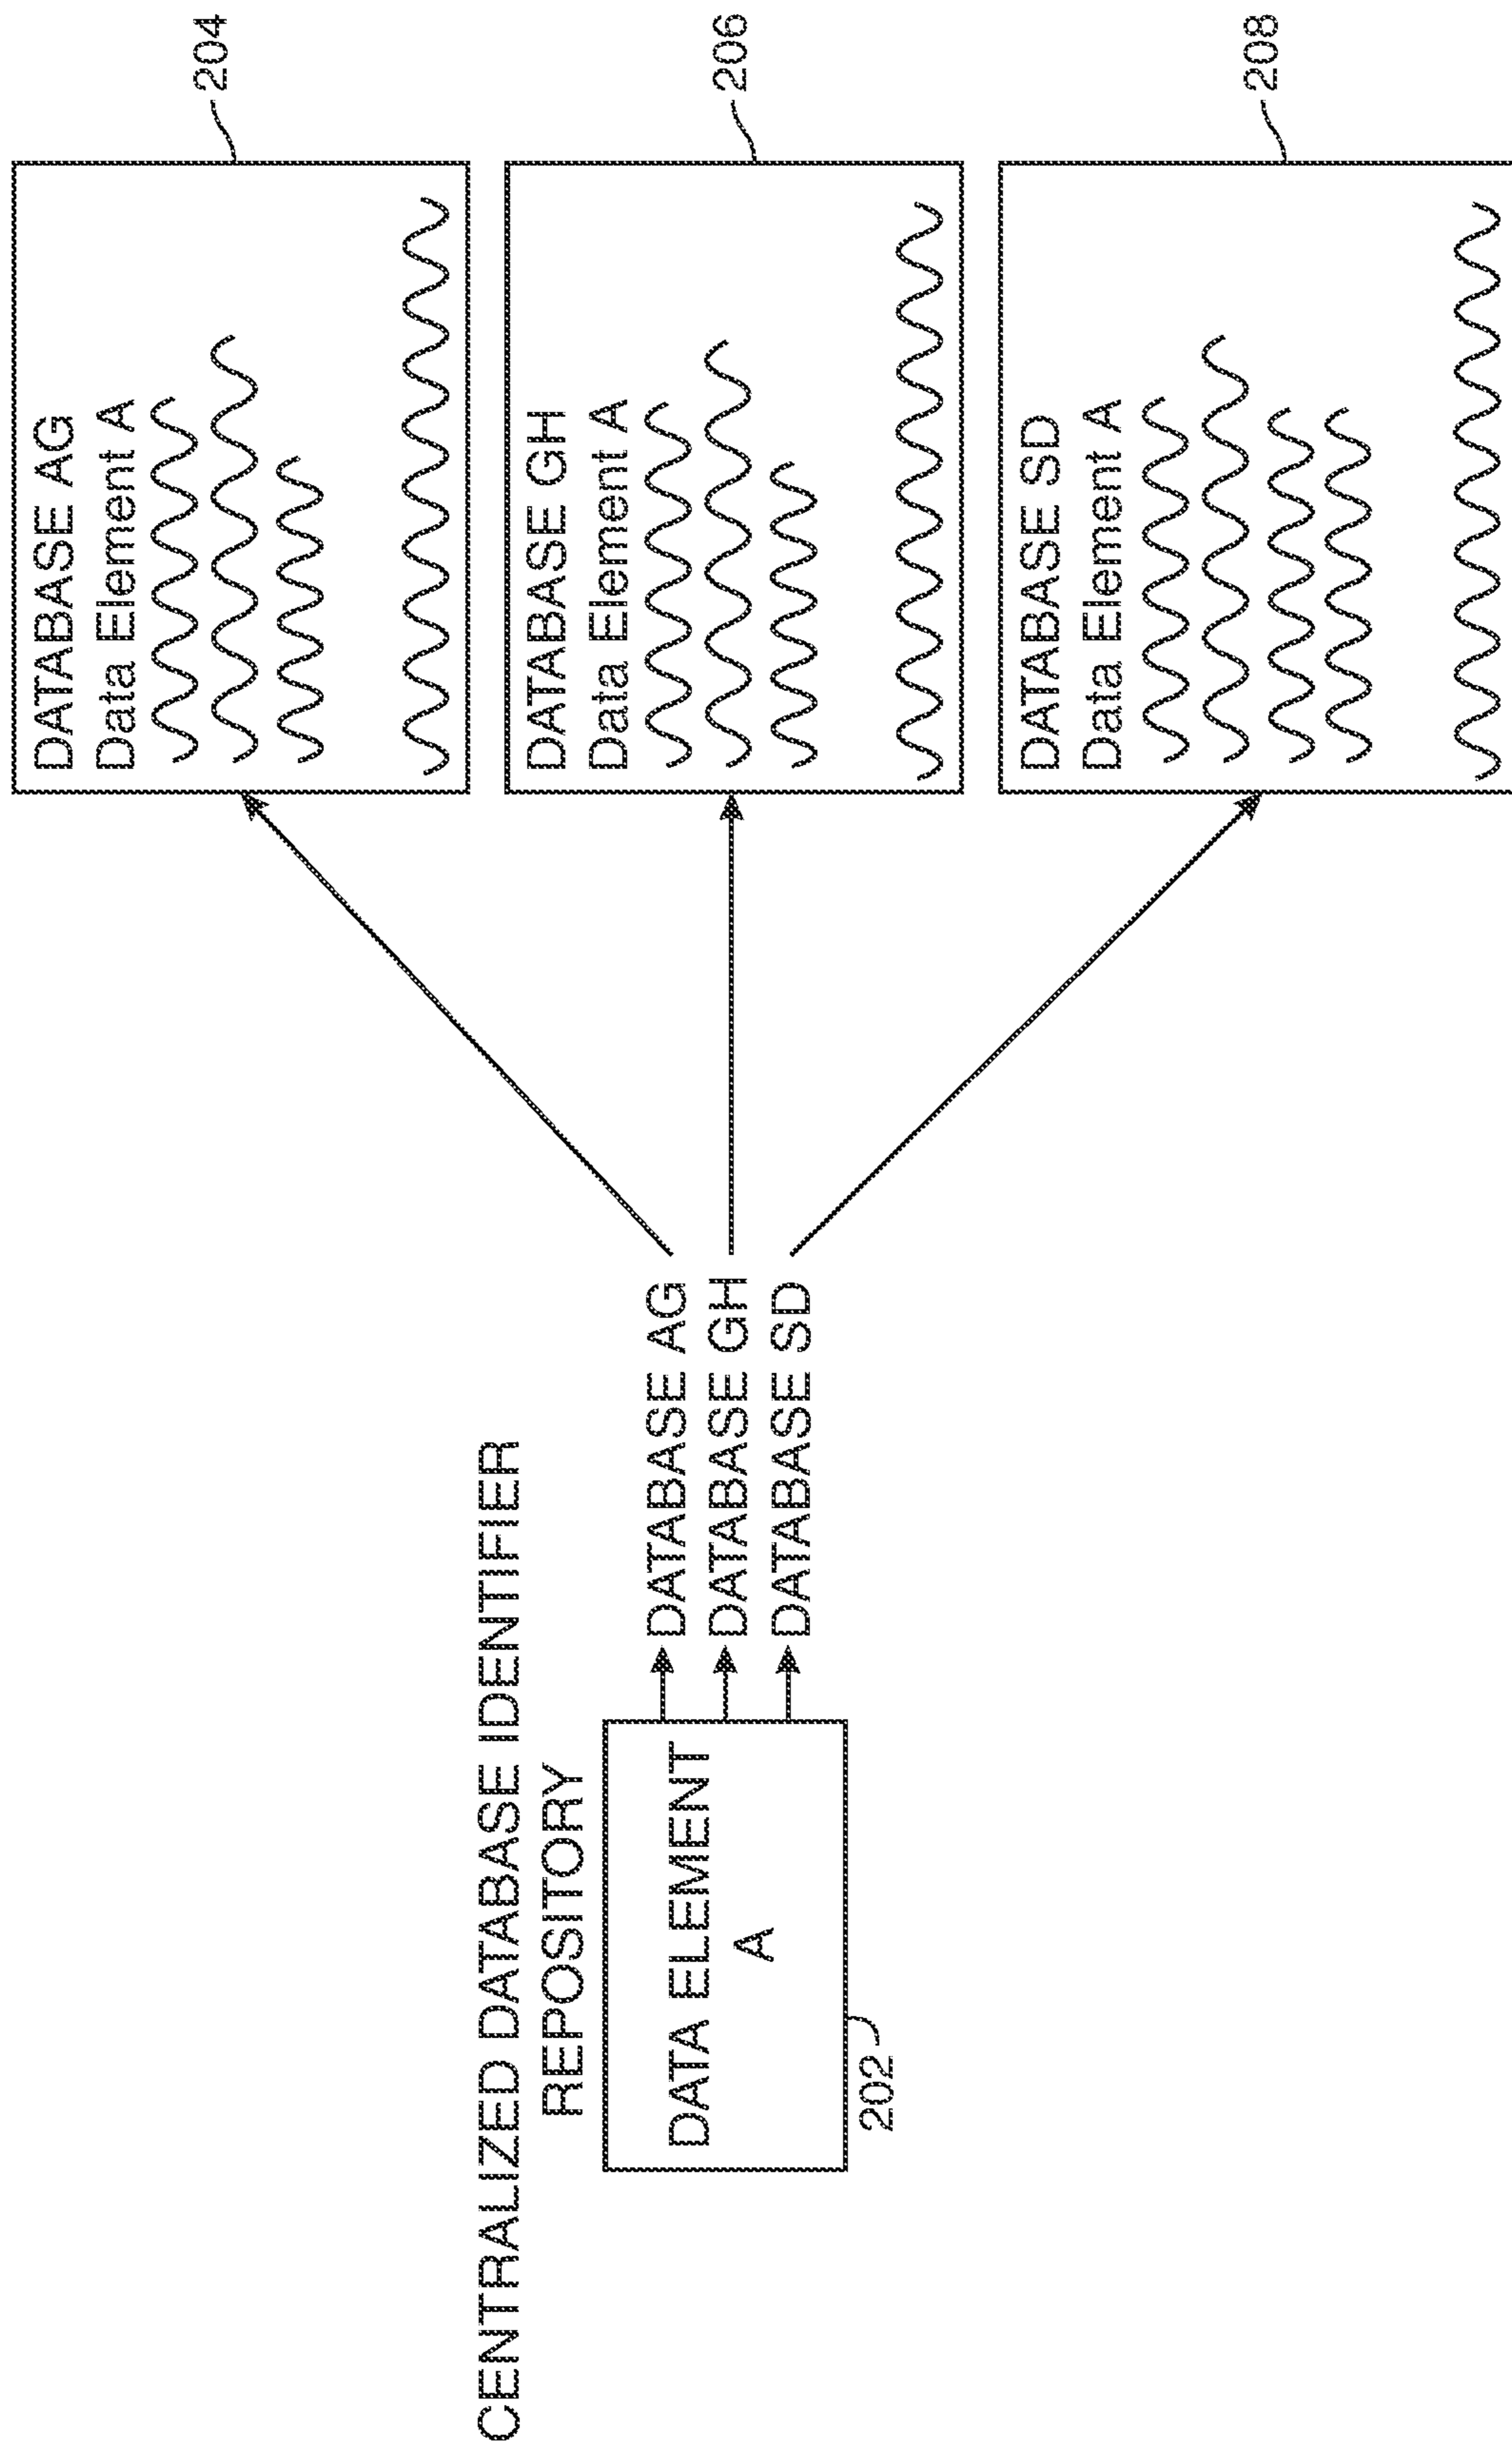 CENTRALIZED DATABASE IDENTIFIER
REPOSITORY
DATA ELEMENT
A
202
DATABASE AG
DATABASE GH
DATABASE SD
DATABASE AG
Data Element A
204
DATABASE GH
Data Element A
206
DATABASE SD
Data Element A
208